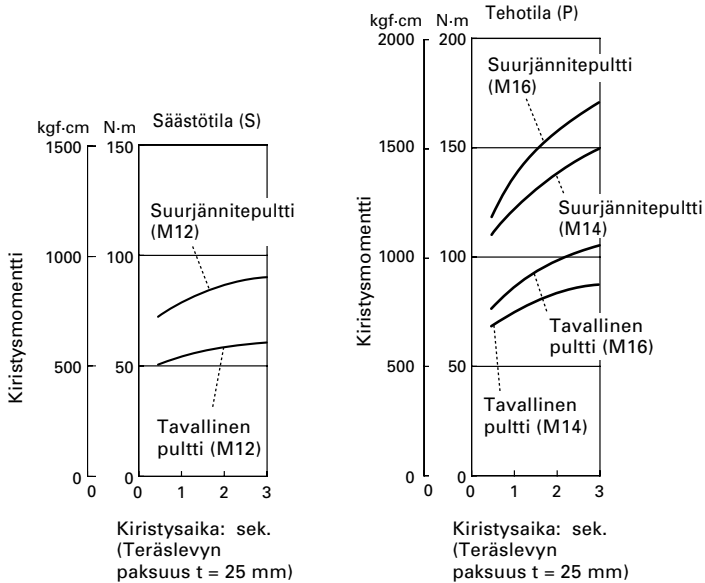 Säästötila (S)
kgf·cm N·m
1500 150
Suurjännitepultti
(M12)
1000 100
500 50
Tavallinen
pultti (M12)
0 0
0 0 1 2 3
Kiristysmomentti
Kiristysaika: sek.
(Teräslevyn
paksuus t = 25 mm)
Tehotila (P)
kgf·cm N·m
2000 200
Suurjännitepultti
(M16)
1500 150
Suurjännitepultti
(M14)
1000 100
Tavallinen
pultti (M16)
500 50
Tavallinen
pultti (M14)
0 0
0 0 1 2 3
Kiristysmomentti
Kiristysaika: sek.
(Teräslevyn
paksuus t = 25 mm)